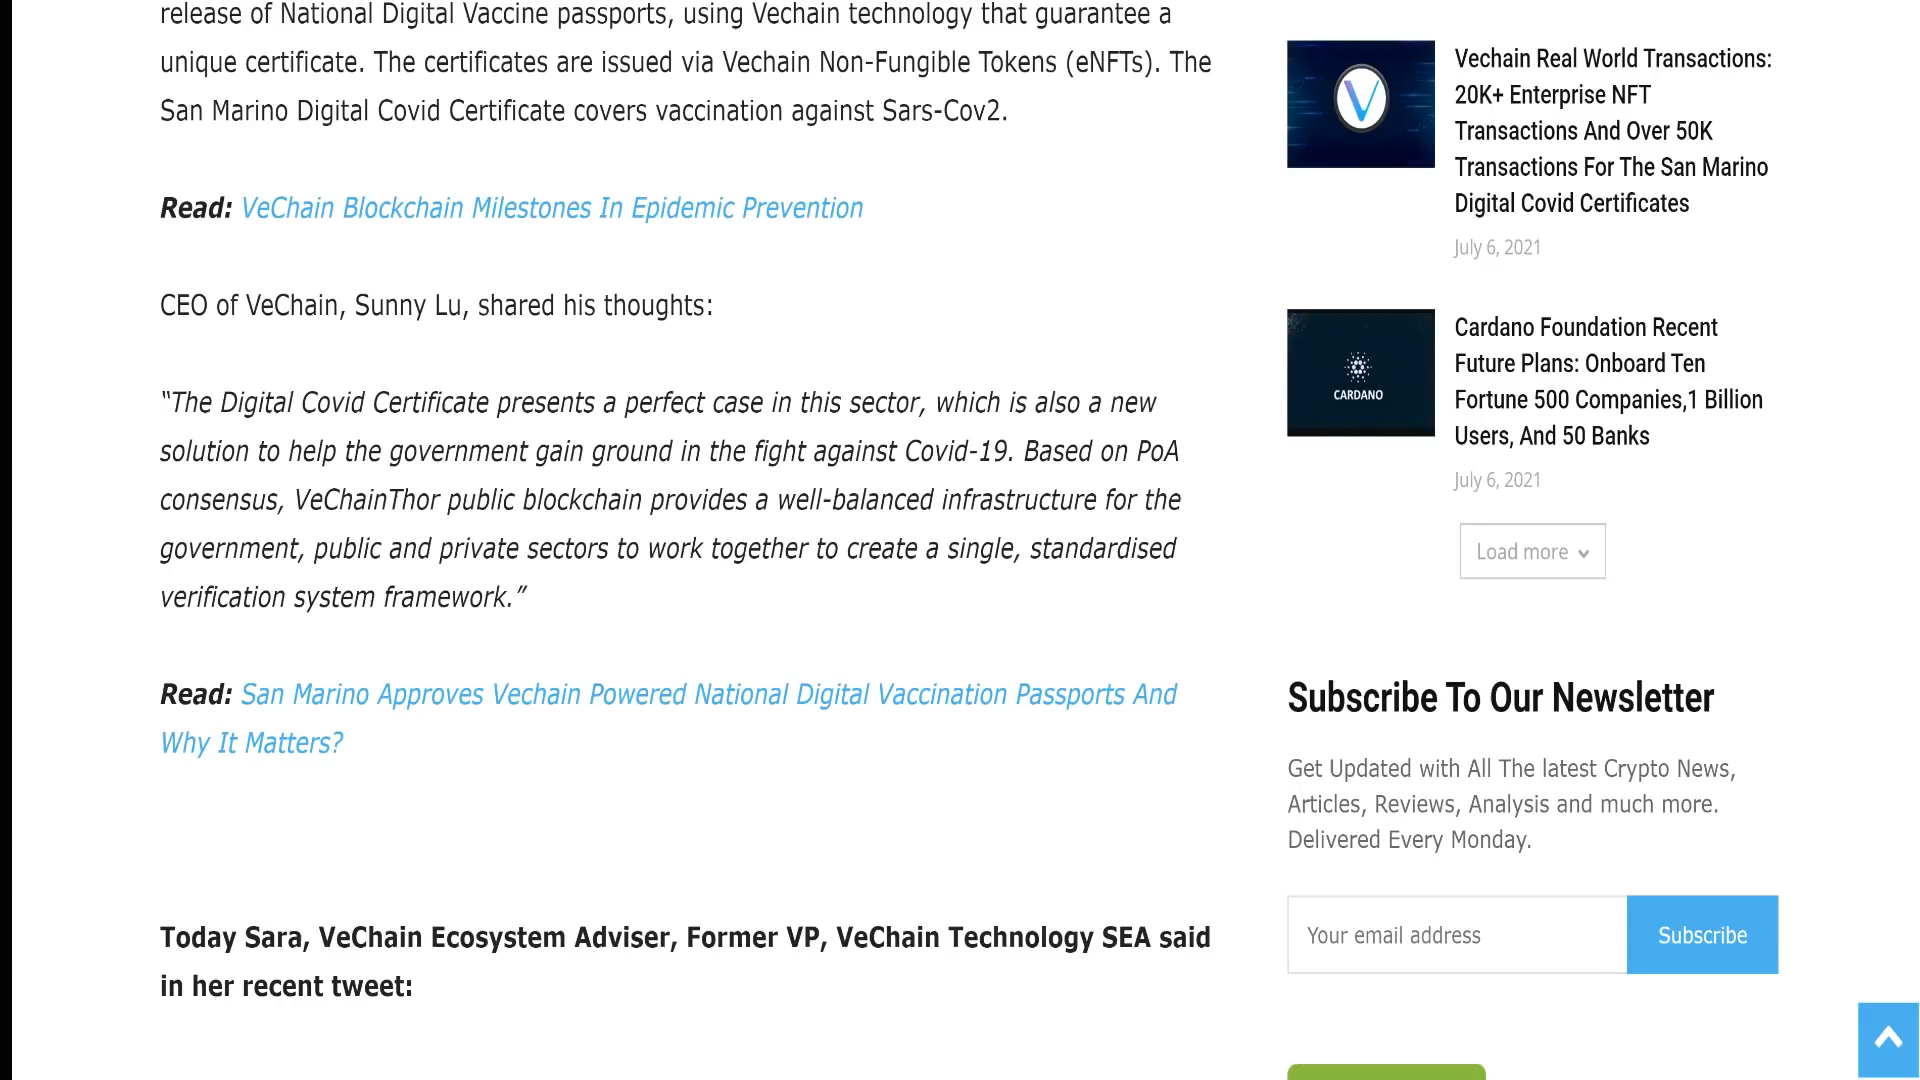 release of National Digital Vaccine passports, using Vechain technology that guarantee a
unique certificate. The certificates are issued via Vechain Non-Fungible Tokens (eNFTs). The
San Marino Digital Covid Certificate covers vaccination against Sars-Cov2.
Read: VeChain Blockchain Milestones In Epidemic Prevention
CEO of VeChain, Sunny Lu, shared his thoughts:
“The Digital Covid Certificate presents a perfect case in this sector, which is also a new
solution to help the government gain ground in the fight against Covid-19. Based on PoA
consensus, VeChainThor public blockchain provides a well-balanced infrastructure for the
government, public and private sectors to work together to create a single, standardised
verification system framework.”
Read: San Marino Approves Vechain Powered National Digital Vaccination Passports And
Why It Matters?
Today Sara, VeChain Ecosystem Adviser, Former VP, VeChain Technology SEA said
in her recent tweet:
Vechain Real World Transactions:
20K+ Enterprise NFT
Transactions And Over 50K
Transactions For The San Marino
Digital Covid Certificates
July 6, 2021
CARDANO
Cardano Foundation Recent
Future Plans: Onboard Ten
Fortune 500 Companies,1 Billion
Users, And 50 Banks
July 6, 2021
Load more
Subscribe To Our Newsletter
Get Updated with All The latest Crypto News,
Articles, Reviews, Analysis and much more.
Delivered Every Monday.
Your email address
Subscribe